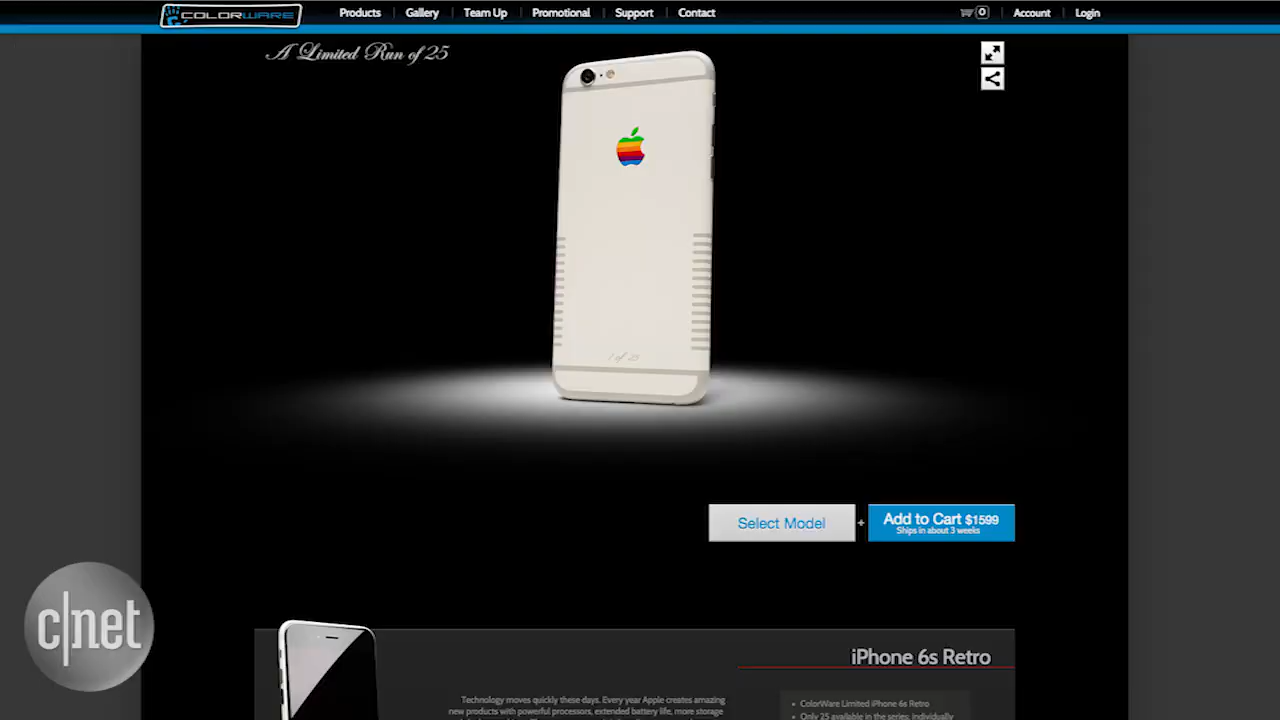 COLORWARE
Products
Gallery
Team Up
Promotional
Support
Contact
0
Account
Login
A Limited Run of 25
1 of 25
Select Model
+
Add to Cart $1599
Ships in about 3 weeks
c|net
iPhone 6s Retro
Technology moves quickly these days. Every year Apple creates amazing
new products with powerful processors, extended battery life, more storage
• ColorWare Limited iPhone 6s Retro
• Only 25 available in the series, Individually